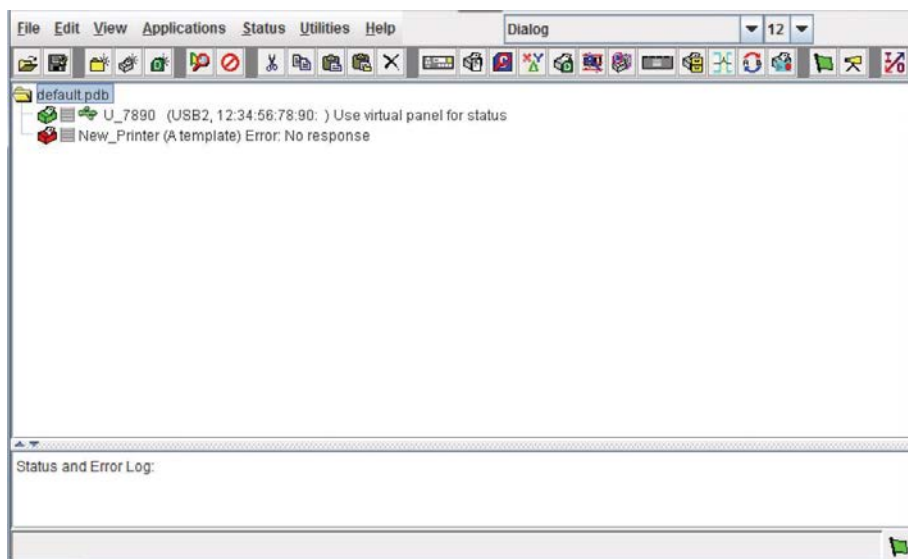 File Edit View Applications Status Utilities Help Dialog 12
default.pdb
U_7890 (USB2, 12:34:56:78:90: ) Use virtual panel for status
New_Printer (A template) Error: No response
Status and Error Log: